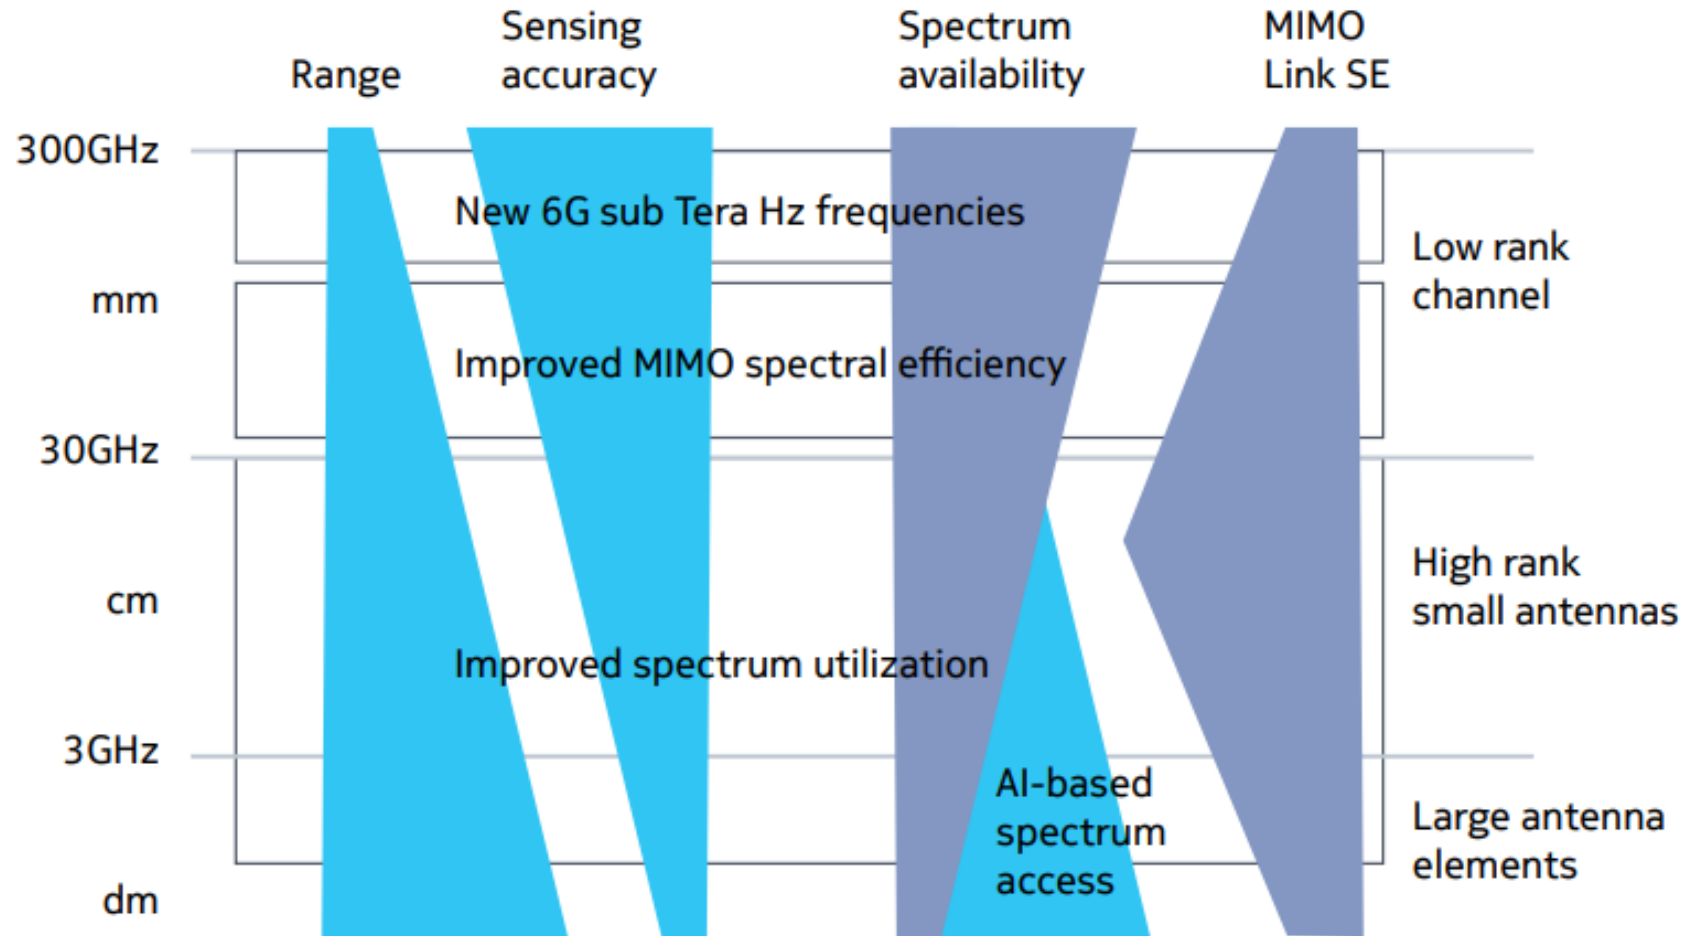 Range
Sensing
accuracy
Spectrum
availability
MIMO
Link SE
300GHz
New 6G sub Tera Hz frequencies
Low rank
channel
mm
Improved MIMO spectral efficiency
30GHz
High rank
small antennas
cm
Improved spectrum utilization
3GHz
AI-based
spectrum
access
Large antenna
elements
dm